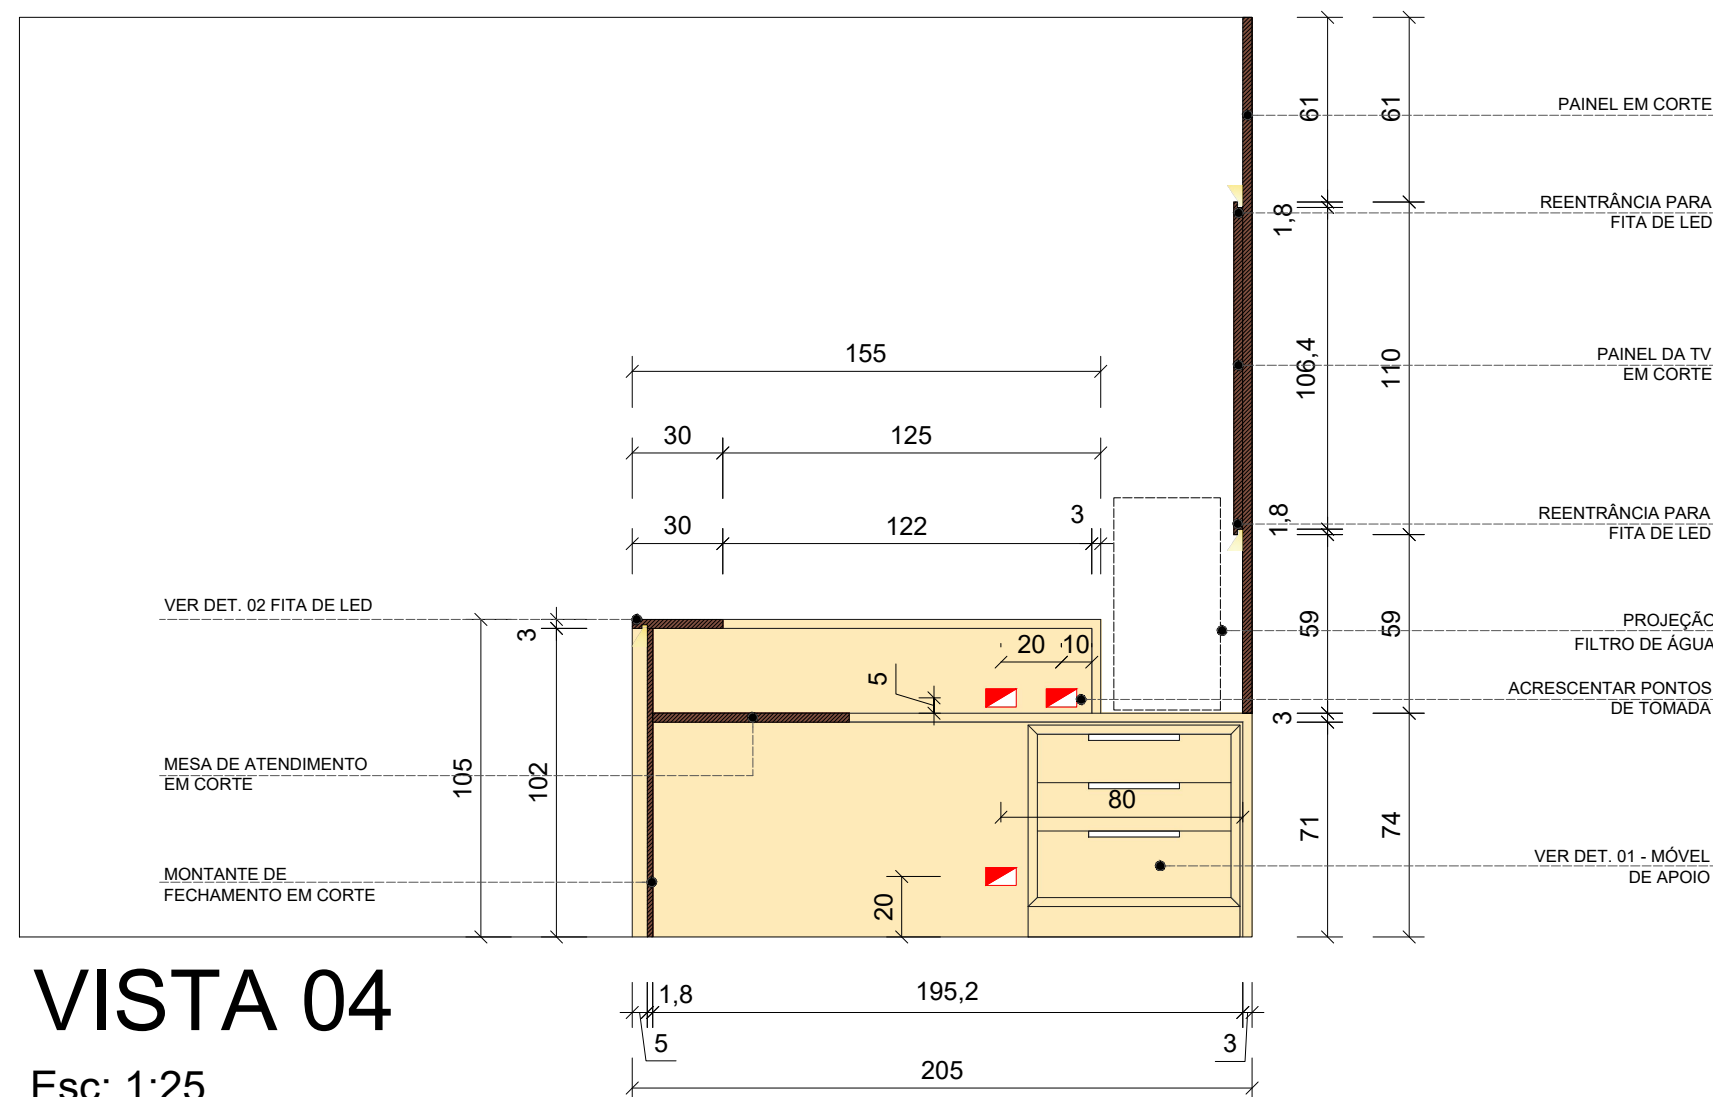 61
61
PAINEL EM CORTE
1,8
REENTRÂNCIA PARA
FITA DE LED
155
106,4
110
PAINEL DA TV
EM CORTE
30
125
30
122
3
1,8
REENTRÂNCIA PARA
FITA DE LED
VER DET. 02 FITA DE LED
3
59
59
PROJEÇÃO
FILTRO DE ÁGUA
20
10
5
ACRESCENTAR PONTOS
DE TOMADA
3
MESA DE ATENDIMENTO
EM CORTE
105
102
80
71
74
MONTANTE DE
FECHAMENTO EM CORTE
20
VER DET. 01 - MÓVEL
DE APOIO
VISTA 04
1,8
195,2
5
3
205
Esc: 1:25